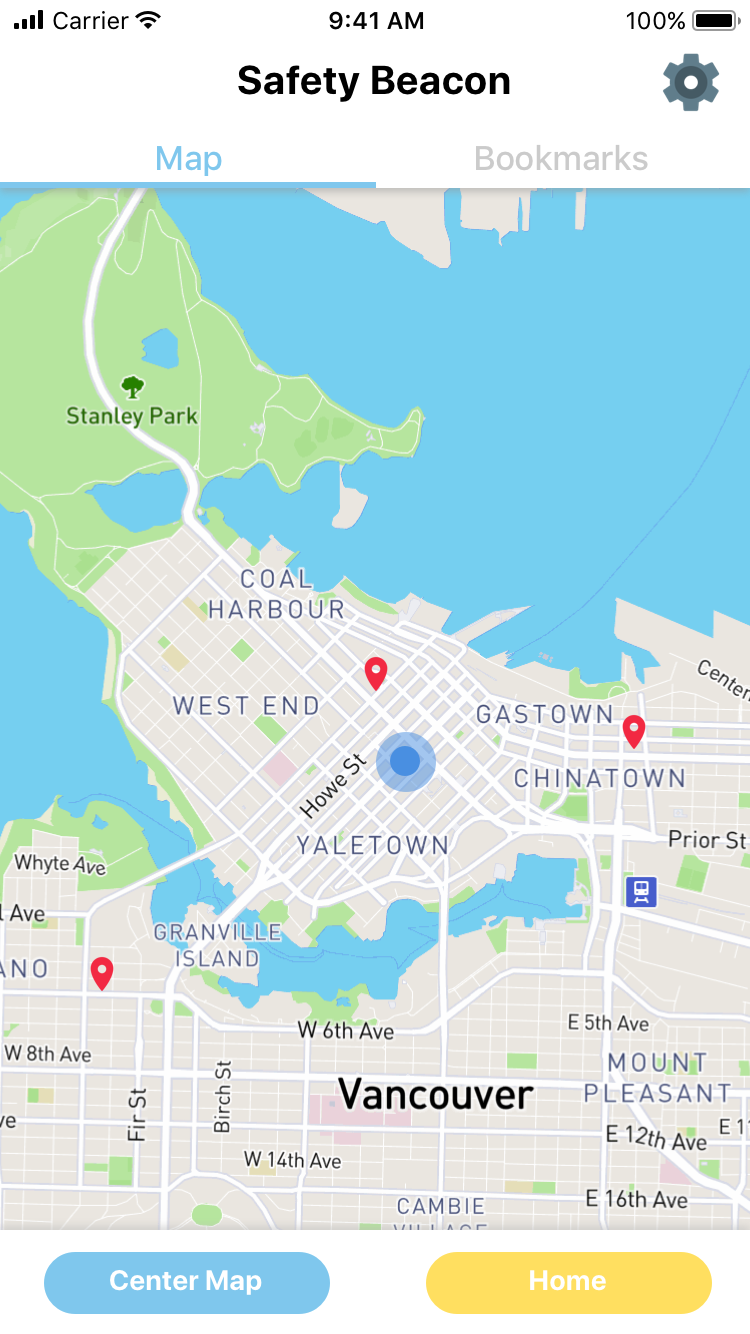 Carrier 9:41 AM 100%
Safety Beacon
Map Bookmarks
Stanley Park
COAL
HARBOUR
WEST END
GASTOWN
CHINATOWN
Howe St
YALETOWN
Prior St
Whyte Ave
Ave
GRANVILLE
ISLAND
W 6th Ave
E 5th Ave
W 8th Ave
MOUNT
PLEASANT
Vancouver
Fir St
Birch St
E 12th Ave
W 14th Ave
E 16th Ave
CAMBIE
Center Map Home